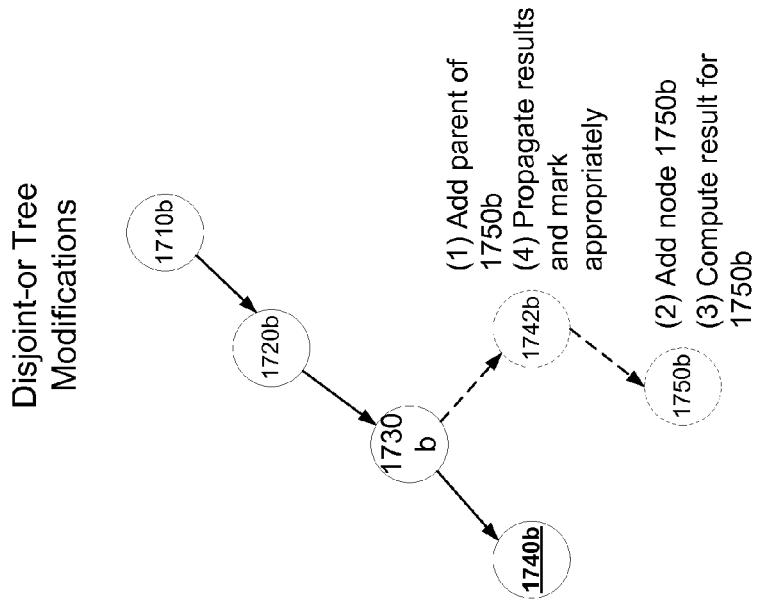 Disjoint-or Tree
Modifications
1710b
1720b
1730
b
1740b
1742b
(1) Add parent of
1750b
(4) Propagate results
and mark
appropriately
1750b
(2) Add node 1750b
(3) Compute result for
1750b